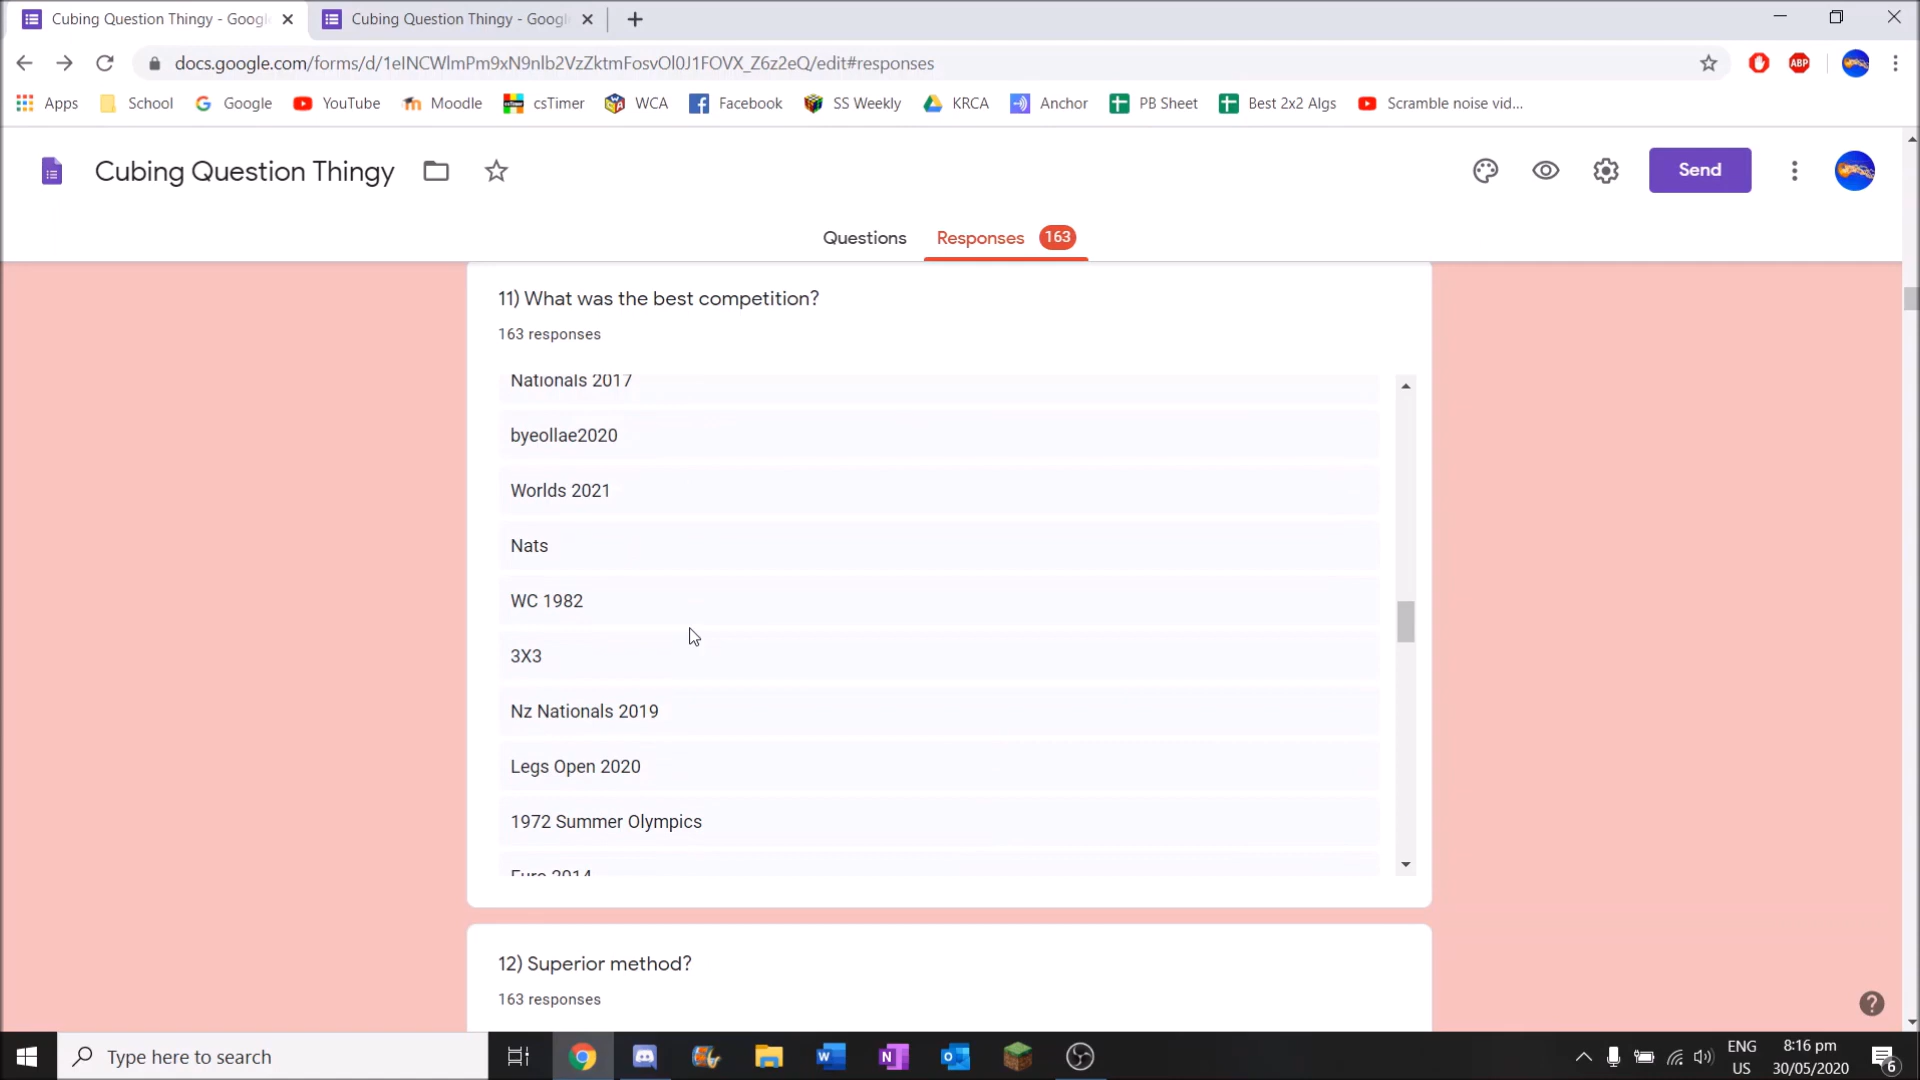 Cubing Question Thingy - Googl
Cubing Question Thingy - Googl
docs.google.com/forms/d/1eINCWlmPm9xN9nlb2VzZktmFosvOl0J1FOVX_Z6z2eQ/edit#responses
ABP
Apps School Google YouTube Moodle csTimer WCA Facebook SS Weekly KRCA Anchor PB Sheet Best 2x2 Algs Scramble noise vid...
Cubing Question Thingy
Send
Questions Responses 163
11) What was the best competition?
163 responses
Nationals 2017
byeollae2020
Worlds 2021
Nats
WC 1982
3X3
Nz Nationals 2019
Legs Open 2020
1972 Summer Olympics
Euro 2014
12) Superior method?
163 responses
Type here to search
ENG
US
8:16 pm
30/05/2020
6